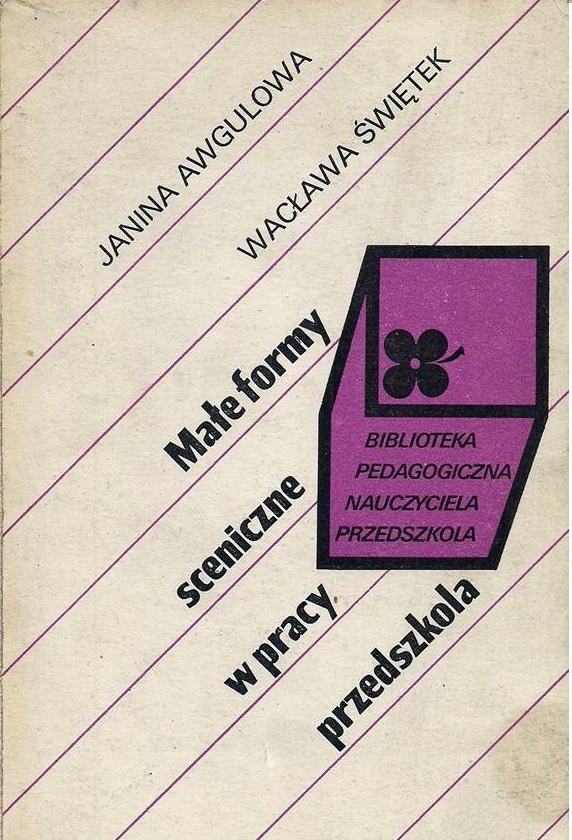 JANINA AWGULOWA
WACŁAWA ŚWIĘTEK
Małe formy
sceniczne
w pracy
przedszkola
BIBLIOTEKA
PEDAGOGICZNA
NAUCZYCIELA
PRZEDSZKOLA